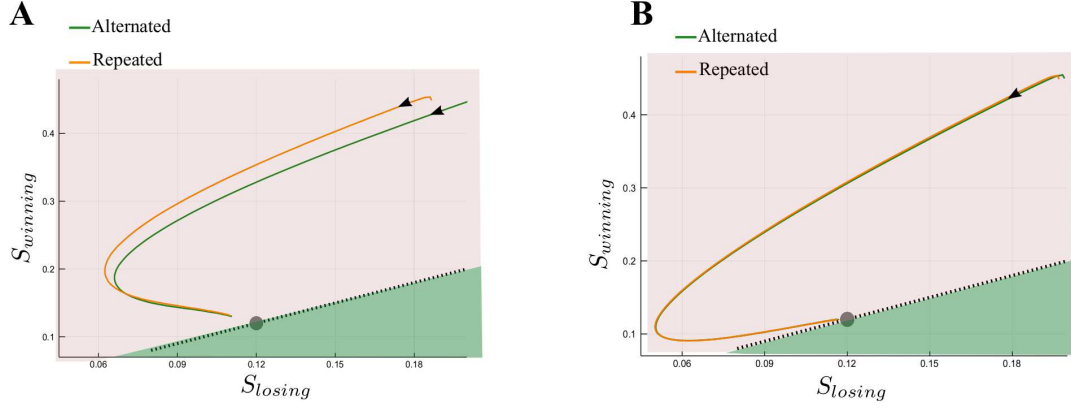 A
Alternated
Repeated
0.4
0.3
0.2
0.1
S_winning
0.06
0.09
0.12
0.15
0.18
S_losing
B
Alternated
Repeated
0.4
0.3
0.2
0.1
S_winning
0.06
0.09
0.12
0.15
0.18
S_losing